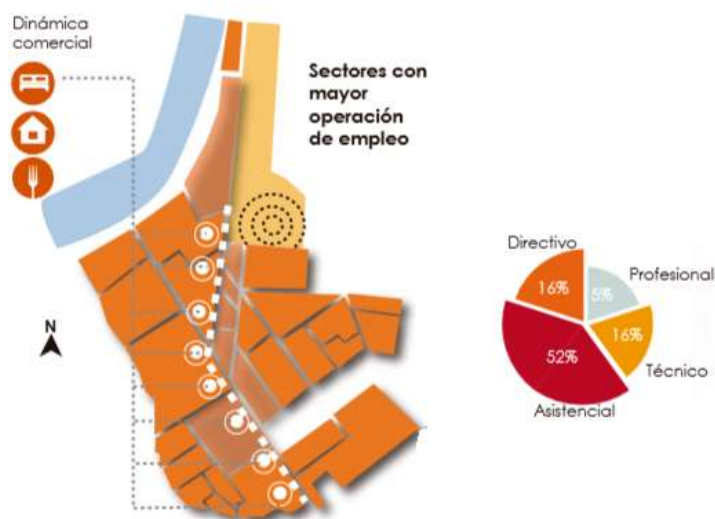 Dinámica
comercial
Sectores con
mayor
operación
de empleo
N
Directivo
16%
Profesional
5%
16%
Técnico
52%
Asistencial